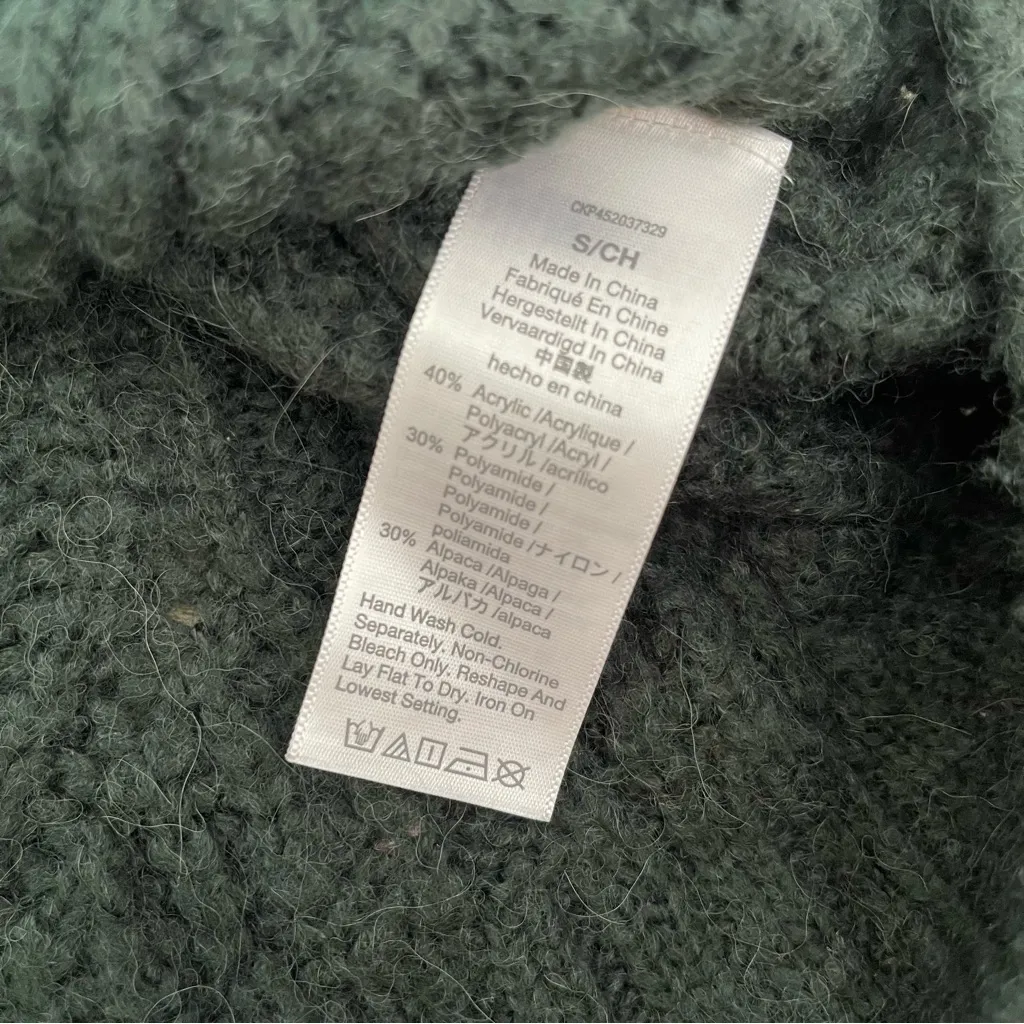 CKP452037329
S/CH
Made In China
Fabriqué En Chine
Hergestellt In China
Vervaardigd In China
中国製
hecho en china
40% Acrylic /Acrylique /
Polyacryl /Acryl /
アクリル /acrílico
30% Polyamide /
Polyamide /
Polyamide /
Polyamide /ナイロン /
poliamida
30% Alpaca /Alpaga /
Alpaka /Alpaca /
アルパカ /alpaca
Hand Wash Cold.
Separately. Non-Chlorine
Bleach Only. Reshape And
Lay Flat To Dry. Iron On
Lowest Setting.